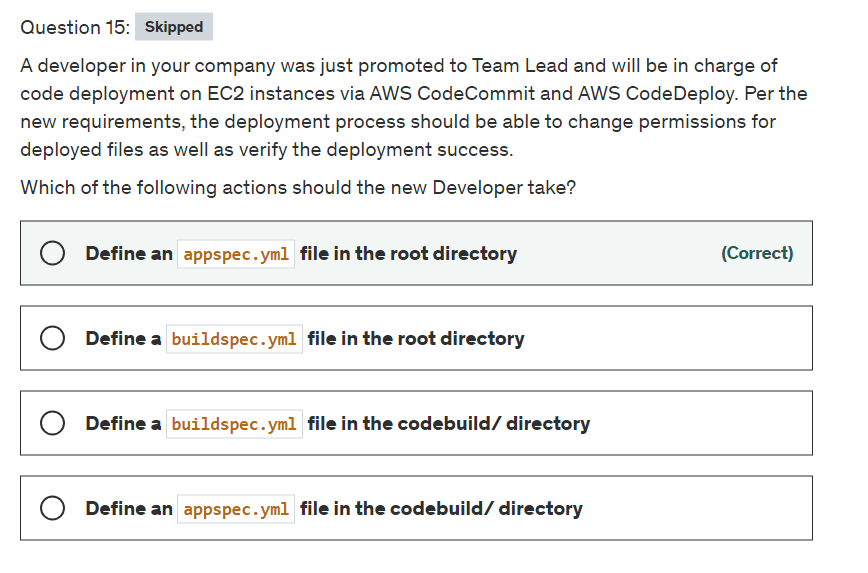 Question 15: Skipped
A developer in your company was just promoted to Team Lead and will be in charge of
code deployment on EC2 instances via AWS CodeCommit and AWS CodeDeploy. Per the
new requirements, the deployment process should be able to change permissions for
deployed files as well as verify the deployment success.
Which of the following actions should the new Developer take?
Define an appspec.yml file in the root directory (Correct)
Define a buildspec.yml file in the root directory
Define a buildspec.yml file in the codebuild/ directory
Define an appspec.yml file in the codebuild/ directory